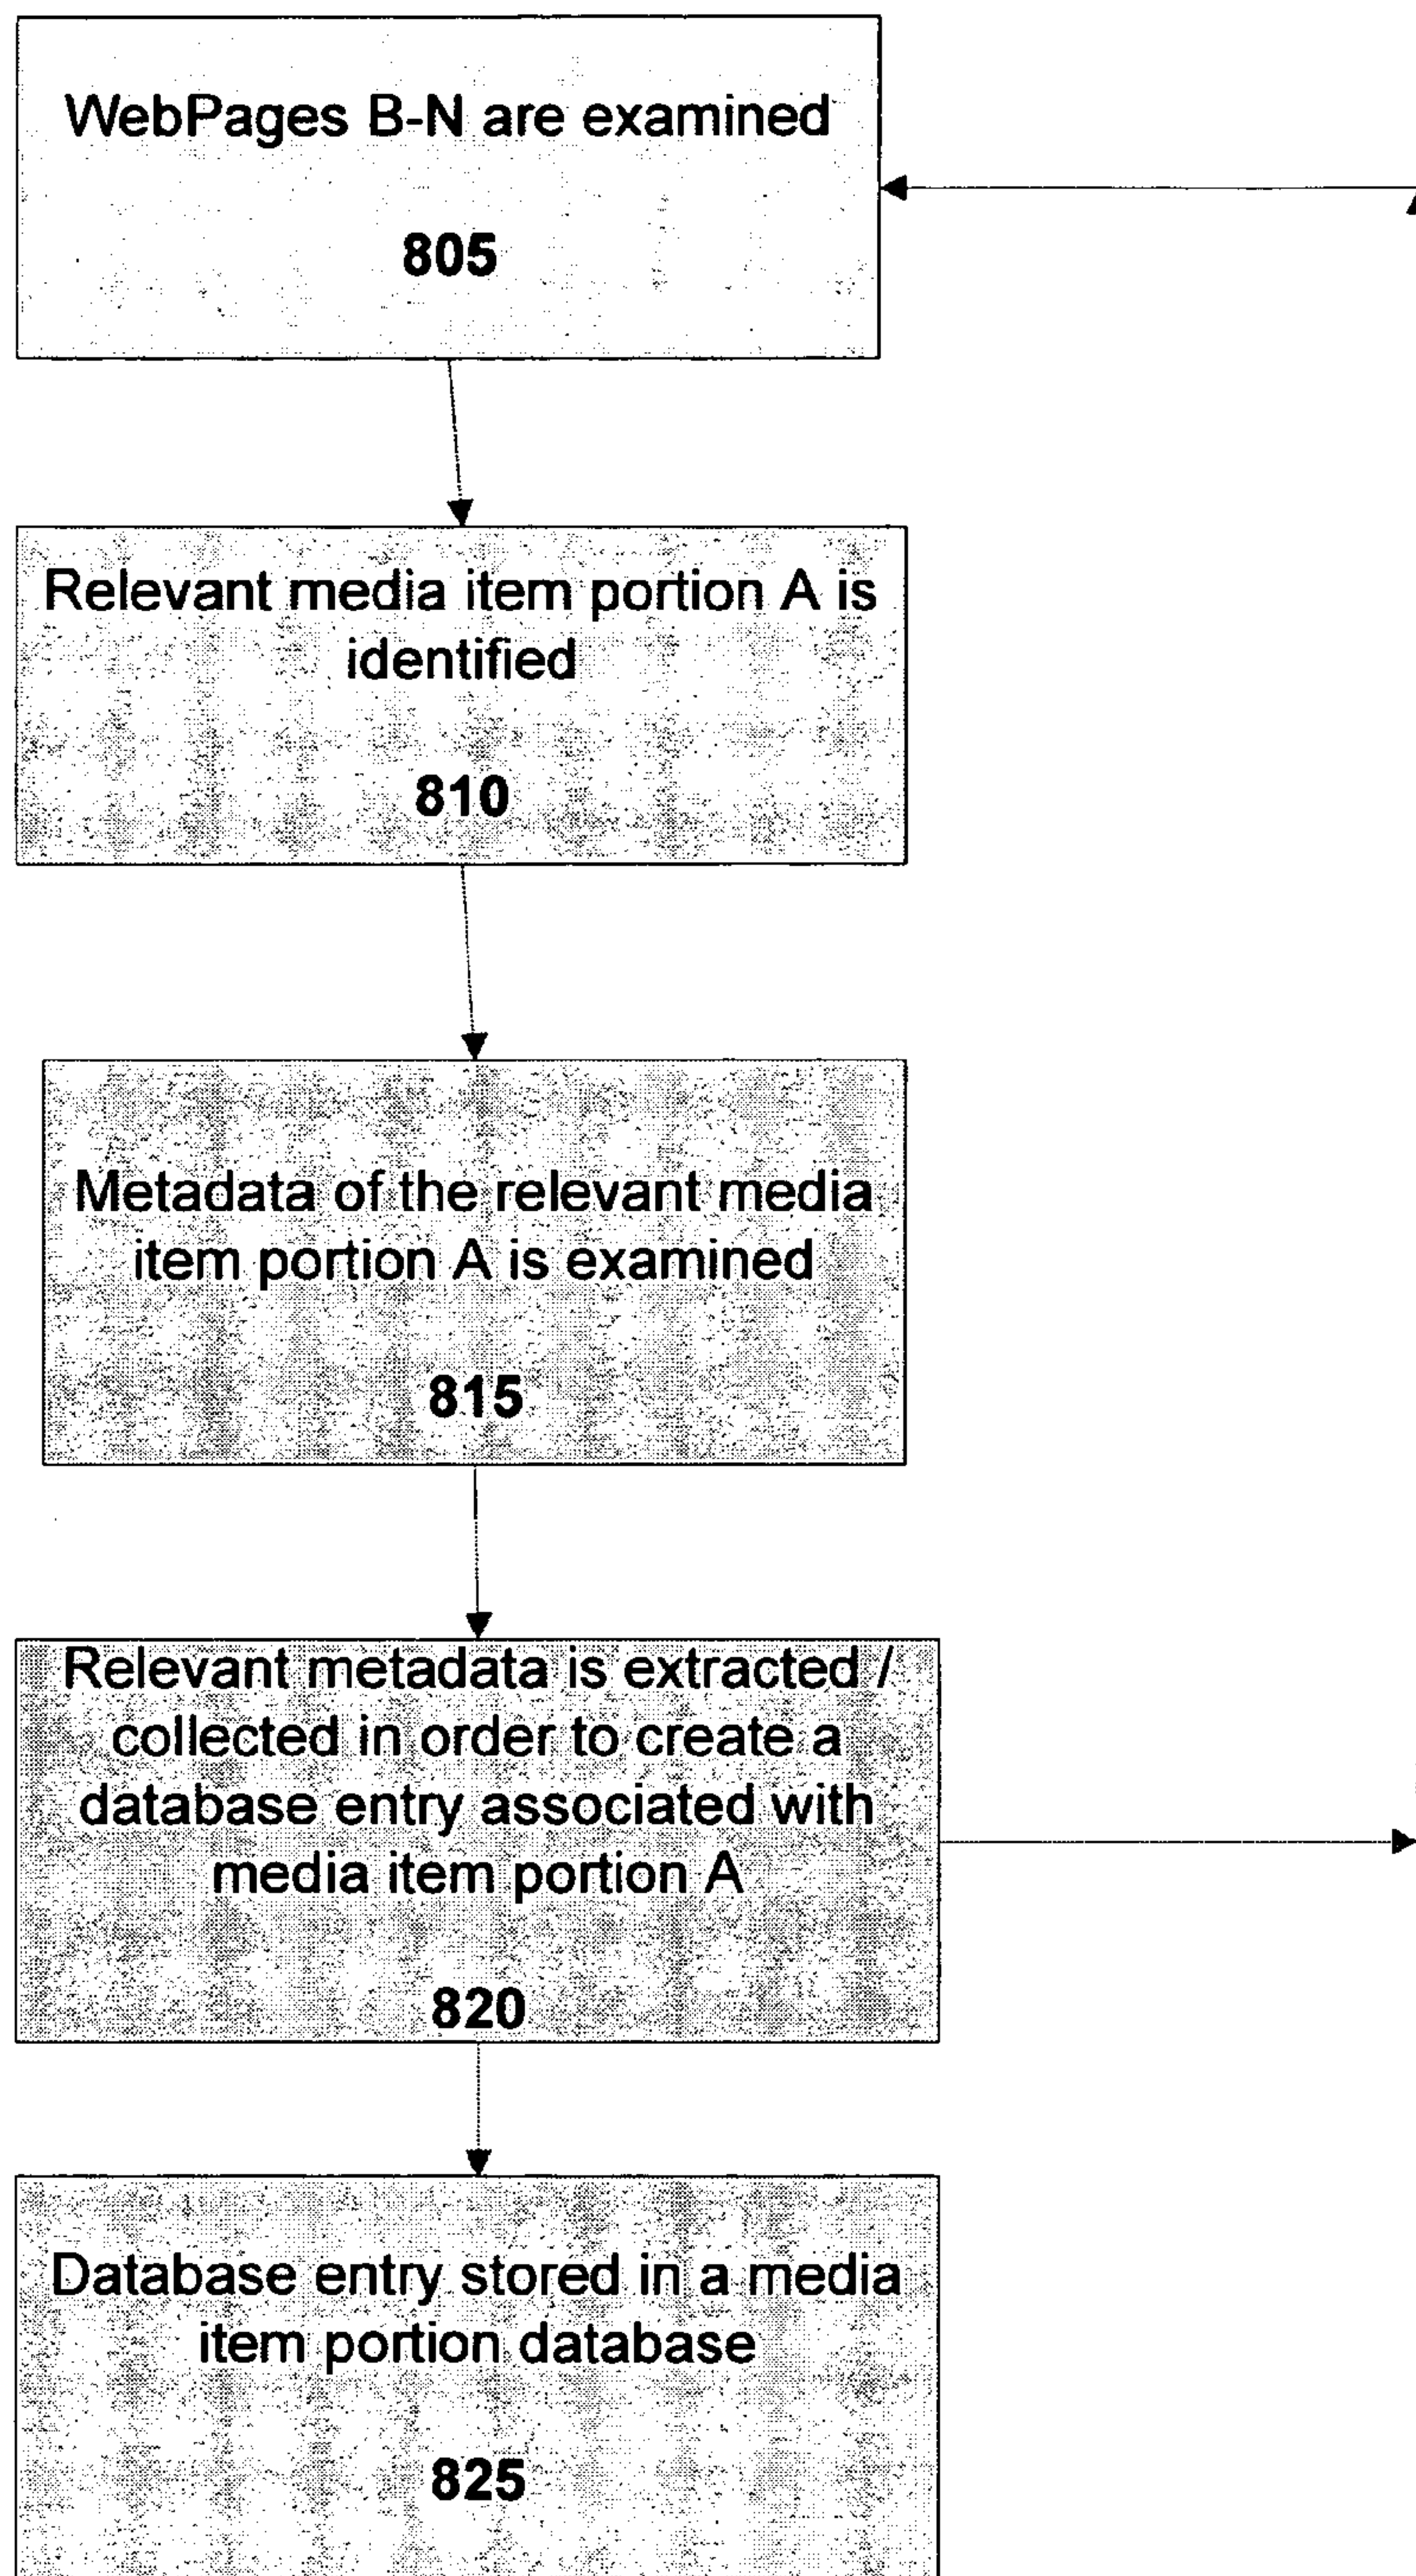 WebPages B-N are examined
805
Relevant media item portion A is
identified
810
Metadata of the relevant media
item portion A is examined
815
Relevant metadata is extracted /
collected in order to create a
database entry associated with
media item portion A
820
Database entry stored in a media
item portion database
825